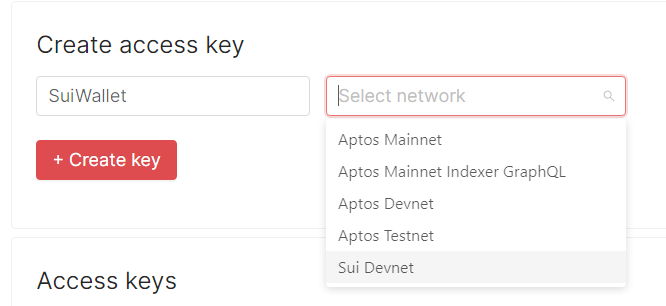 Create access key
SuiWallet
Select network
+ Create key
Aptos Mainnet
Aptos Mainnet Indexer GraphQL
Aptos Devnet
Aptos Testnet
Sui Devnet
Access keys